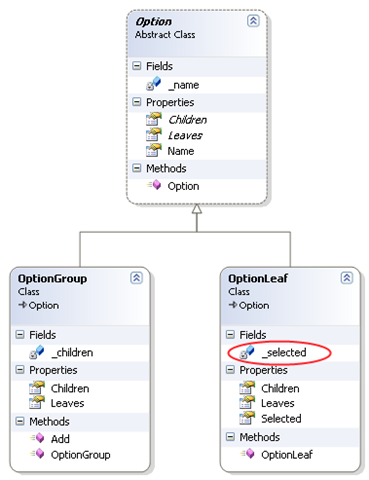 Option
Abstract Class
Fields
_name
Properties
Children
Leaves
Name
Methods
Option
OptionGroup
Class
Option
Fields
_children
Properties
Children
Leaves
Methods
Add
OptionGroup
OptionLeaf
Class
Option
Fields
_selected
Properties
Children
Leaves
Selected
Methods
OptionLeaf